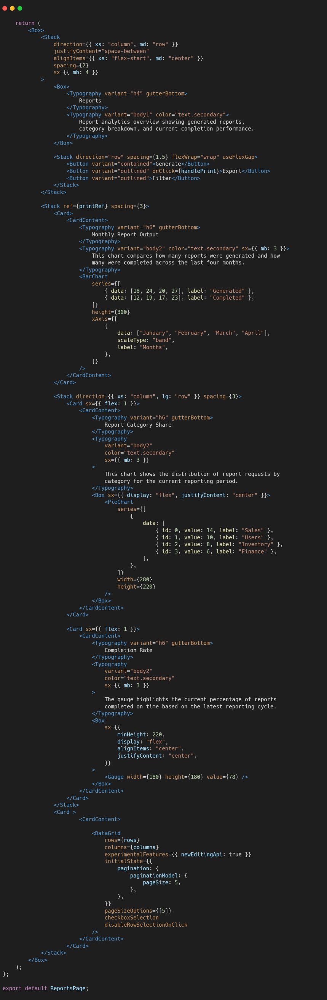 return (
<Box>
<Stack
direction={{ xs: "column", md: "row" }}
justifyContent="space-between"
alignItems={{ xs: "flex-start", md: "center" }}
spacing={2}
sx={{ mb: 4 }}
>
<Box>
<Typography variant="h4" gutterBottom>
Reports
</Typography>
<Typography variant="body1" color="text.secondary">
Report analytics overview showing generated reports,
category breakdown, and current completion performance.
</Typography>
</Box>
<Stack direction="row" spacing={1.5} flexWrap="wrap" useFlexGap>
<Button variant="contained">Generate</Button>
<Button variant="outlined" onClick={handlePrint}>Export</Button>
<Button variant="outlined">Filter</Button>
</Stack>
</Stack>
<Stack ref={printRef} spacing={3}>
<Card>
<CardContent>
<Typography variant="h6" gutterBottom>
Monthly Report Output
</Typography>
<Typography variant="body2" color="text.secondary" sx={{ mb: 3 }}>
This chart compares how many reports were generated and how
many were completed across the last four months.
</Typography>
<BarChart
series={[
{ data: [18, 24, 20, 27], label: "Generated" },
{ data: [12, 19, 17, 23], label: "Completed" },
]}
height={300}
xAxis={[
{
data: ["January", "February", "March", "April"],
scaleType: "band",
label: "Months",
},
]}
/>
</CardContent>
</Card>
<Stack direction={{ xs: "column", lg: "row" }} spacing={3}>
<Card sx={{ flex: 1 }}>
<CardContent>
<Typography variant="h6" gutterBottom>
Report Category Share
</Typography>
<Typography
variant="body2"
color="text.secondary"
sx={{ mb: 3 }}
>
This chart shows the distribution of report requests by
category for the current reporting period.
</Typography>
<Box sx={{ display: "flex", justifyContent: "center" }}>
<PieChart
series={[
{
data: [
{ id: 0, value: 14, label: "Sales" },
{ id: 1, value: 10, label: "Users" },
{ id: 2, value: 8, label: "Inventory" },
{ id: 3, value: 6, label: "Finance" },
],
},
]}
width={280}
height={220}
/>
</Box>
</CardContent>
</Card>
<Card sx={{ flex: 1 }}>
<CardContent>
<Typography variant="h6" gutterBottom>
Completion Rate
</Typography>
<Typography
variant="body2"
color="text.secondary"
sx={{ mb: 3 }}
>
The gauge highlights the current percentage of reports
completed on time based on the latest reporting cycle.
</Typography>
<Box
sx={{
minHeight: 220,
display: "flex",
alignItems: "center",
justifyContent: "center",
}}
>
<Gauge width={180} height={180} value={78} />
</Box>
</CardContent>
</Card>
</Stack>
<Card >
<CardContent>
<DataGrid
rows={rows}
columns={columns}
experimentalFeatures={{ newEditingApi: true }}
initialState={{
pagination: {
paginationModel: {
pageSize: 5,
},
},
}}
pageSizeOptions={[5]}
checkboxSelection
disableRowSelectionOnClick
/>
</CardContent>
</Card>
</Stack>
</Box>
);
};
export default ReportsPage;